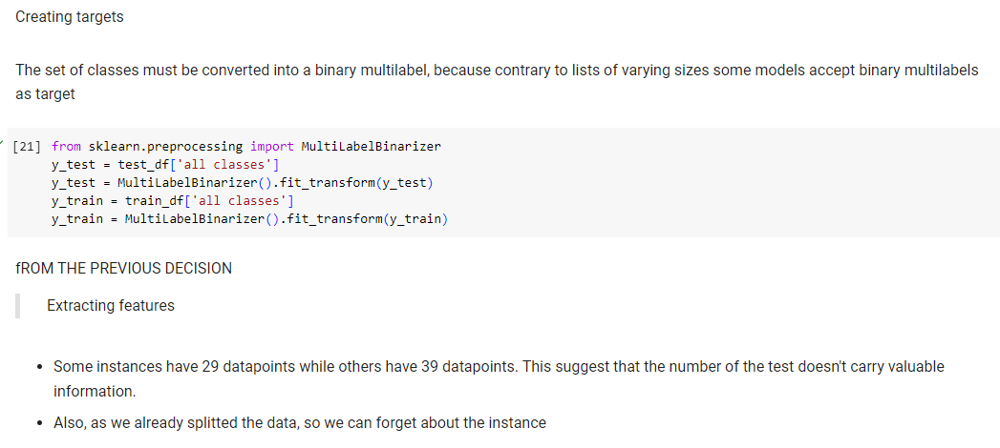 Creating targets
The set of classes must be converted into a binary multilabel, because contrary to lists of varying sizes some models accept binary multilabels
as target
[21] from sklearn.preprocessing import MultiLabelBinarizer
y_test = test_df['all classes']
y_test = MultiLabelBinarizer().fit_transform(y_test)
y_train = train_df['all classes']
y_train = MultiLabelBinarizer().fit_transform(y_train)
fROM THE PREVIOUS DECISION
Extracting features
• Some instances have 29 datapoints while others have 39 datapoints. This suggest that the number of the test doesn't carry valuable
information.
• Also, as we already splitted the data, so we can forget about the instance